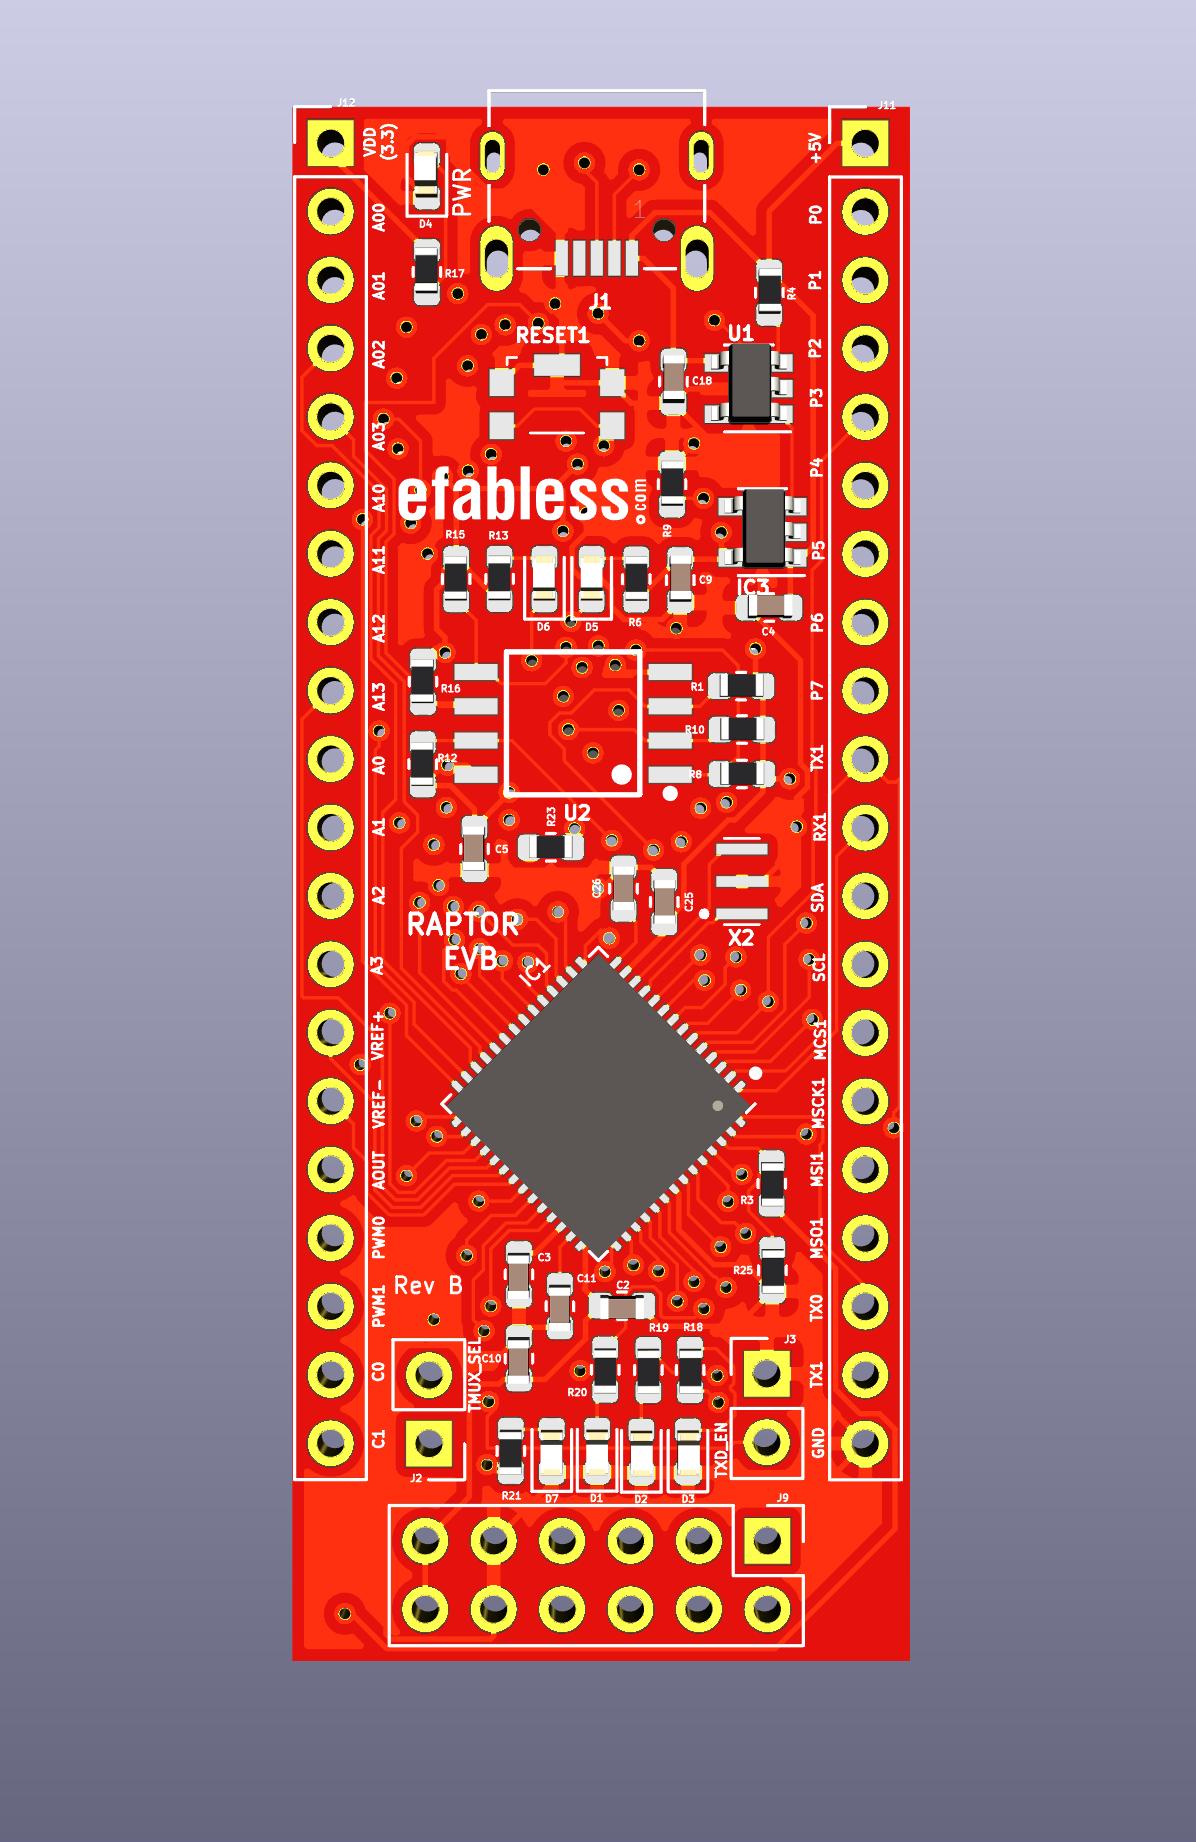 J12
J11
VDD
(3.3)
+5V
PWR
D4
A00
P0
1
R17
A01
P1
R4
J1
RESET1
U1
A02
P2
C18
P3
A03
P4
A10
efabless
.com
R9
R15
R13
P5
A11
C9
IC3
D6
D5
R6
C4
A12
P6
R16
R1
A13
P7
R10
R12
A0
R8
TX1
U2
R23
A1
RX1
C5
C26
C25
A2
SDA
RAPTOR
EVB
X2
IC1
A3
SCL
VREF+
MCS1
VREF-
MSCK1
AOUT
MSI1
R3
PWM0
MSO1
C3
R25
Rev B
C11
C2
PWM1
TX0
R19
R18
J3
C10
C0
TMUX_SEL
R20
TX1
C1
TXD_EN
GND
J2
R21
D7
D1
D2
D3
J9